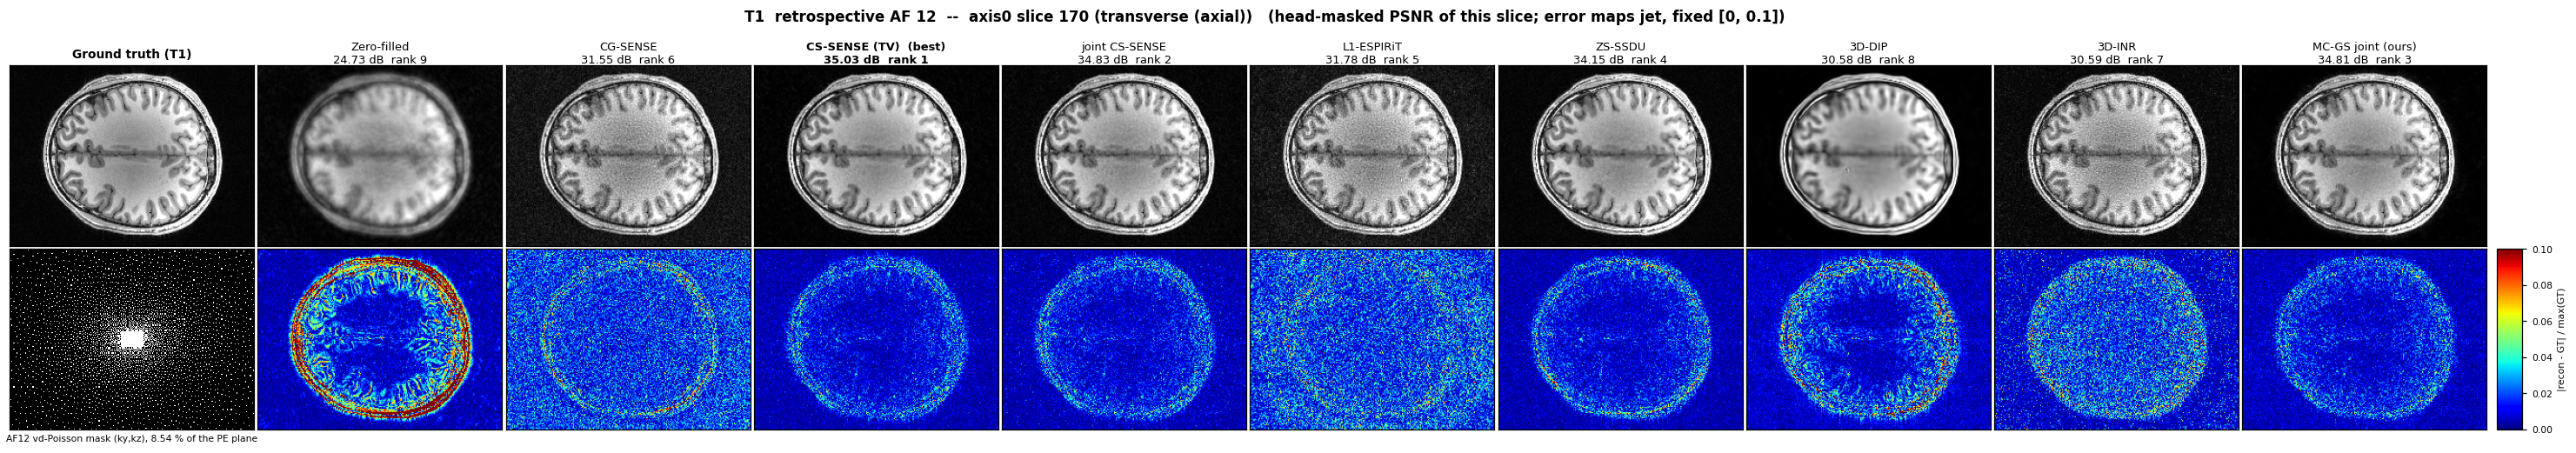 T1  retrospective AF 12  --  axis0 slice 170 (transverse (axial))   (head-masked PSNR of this slice; error maps jet, fixed [0, 0.1])
Ground truth (T1)
Zero-filled
24.73 dB  rank 9
CG-SENSE
31.55 dB  rank 6
CS-SENSE (TV)  (best)
35.03 dB  rank 1
joint CS-SENSE
34.83 dB  rank 2
L1-ESPIRiT
31.78 dB  rank 5
ZS-SSDU
34.15 dB  rank 4
3D-DIP
30.58 dB  rank 8
3D-INR
30.59 dB  rank 7
MC-GS joint (ours)
34.81 dB  rank 3
AF12 vd-Poisson mask (ky,kz), 8.54 % of the PE plane
0.10
0.08
0.06
0.04
0.02
0.00
|recon - GT| / max(GT)